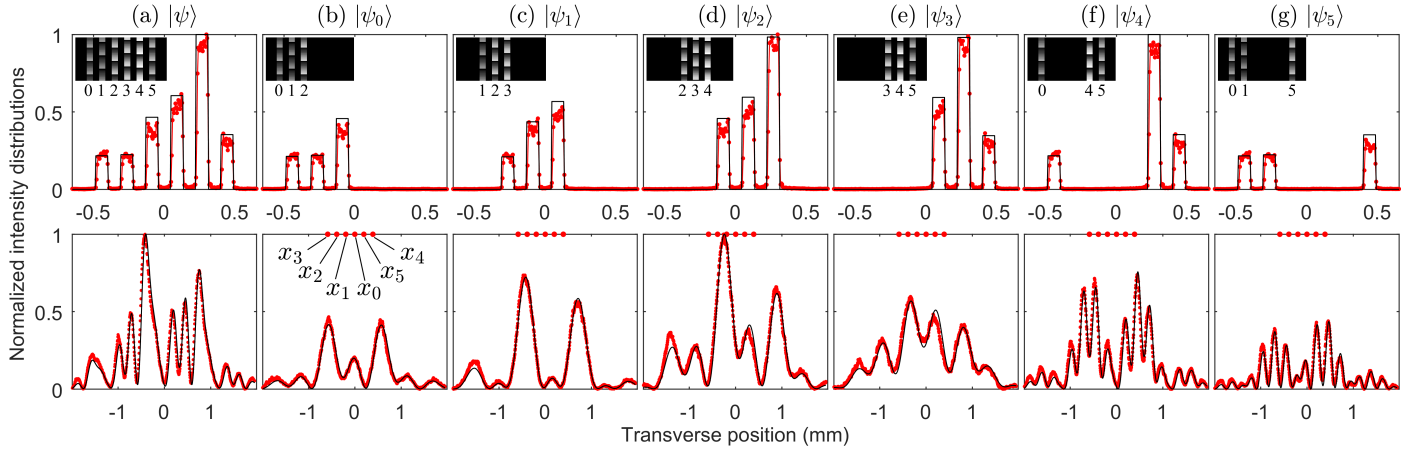 (a) |ψ⟩ (b) |ψ₀⟩ (c) |ψ₁⟩ (d) |ψ₂⟩ (e) |ψ₃⟩ (f) |ψ₄⟩ (g) |ψ₅⟩
Normalized intensity distributions
1
0.5
0
0 1 2 3 4 5
0 1 2
1 2 3
2 3 4
3 4 5
0 4 5
0 1 5
-0.5 0 0.5 -0.5 0 0.5 -0.5 0 0.5 -0.5 0 0.5 -0.5 0 0.5 -0.5 0 0.5 -0.5 0 0.5
1
0.5
0
x₃ x₄
x₂ x₅
x₁ x₀
-1 0 1 -1 0 1 -1 0 1 -1 0 1 -1 0 1 -1 0 1 -1 0 1
Transverse position (mm)